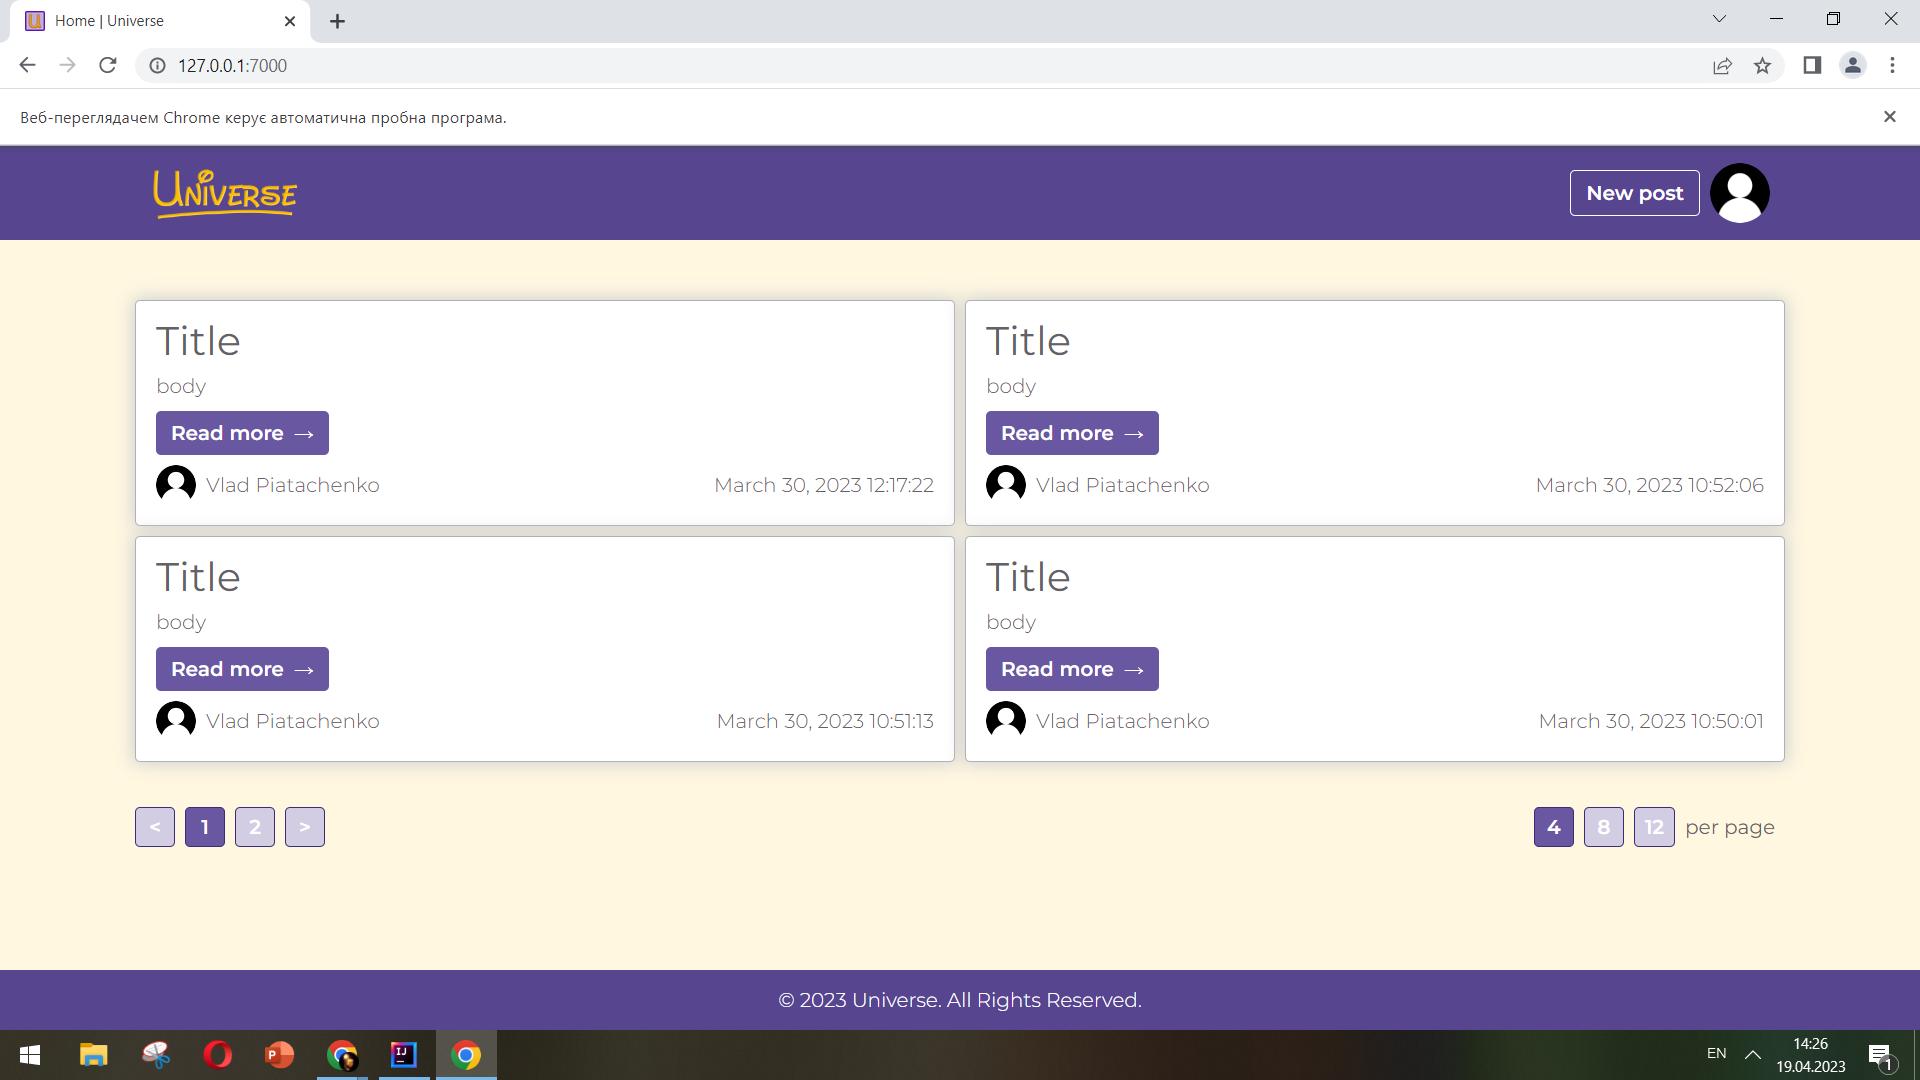 Home | Universe
127.0.0.1:7000
Веб-переглядачем Chrome керує автоматична пробна програма.
Universe
New post
Title
body
Read more →
Vlad Piatachenko March 30, 2023 12:17:22
Title
body
Read more →
Vlad Piatachenko March 30, 2023 10:52:06
Title
body
Read more →
Vlad Piatachenko March 30, 2023 10:51:13
Title
body
Read more →
Vlad Piatachenko March 30, 2023 10:50:01
< 1 2 >
4 8 12 per page
© 2023 Universe. All Rights Reserved.
EN
14:26
19.04.2023
1